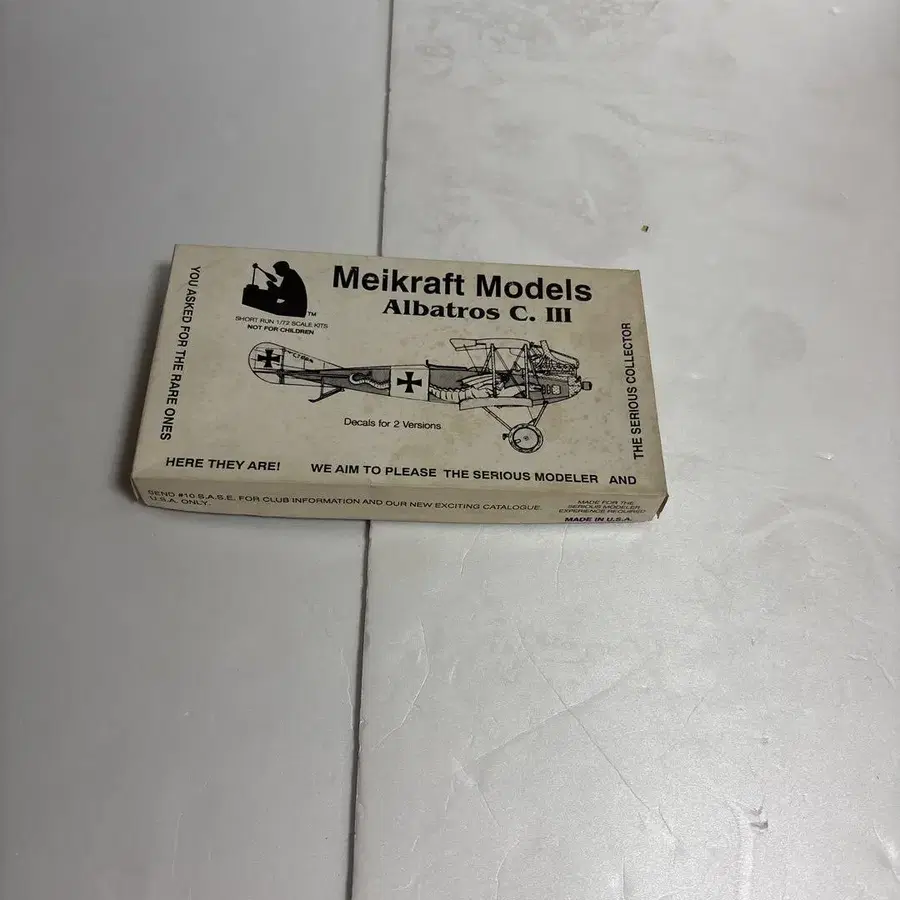 Meikraft Models
Albatros C. III
TM
SHORT RUN 1/72 SCALE KITS
NOT FOR CHILDREN
YOU ASKED FOR THE RARE ONES
Decals for 2 Versions
THE SERIOUS COLLECTOR
HERE THEY ARE! WE AIM TO PLEASE THE SERIOUS MODELER AND
SEND #10 S.A.S.E. FOR CLUB INFORMATION AND OUR NEW EXCITING CATALOGUE.
U.S.A. ONLY.
MADE FOR THE
SERIOUS MODELER
EXPERIENCE REQUIRED
MADE IN U.S.A.